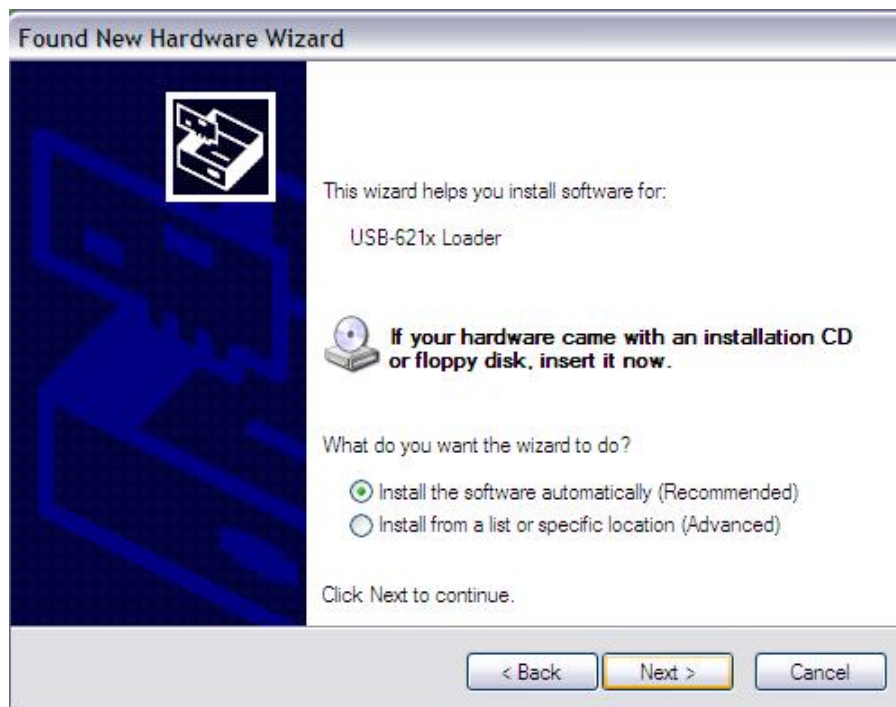 Found New Hardware Wizard
This wizard helps you install software for:
USB-621x Loader
If your hardware came with an installation CD
or floppy disk, insert it now.
What do you want the wizard to do?
Install the software automatically (Recommended)
Install from a list or specific location (Advanced)
Click Next to continue.
< Back Next > Cancel